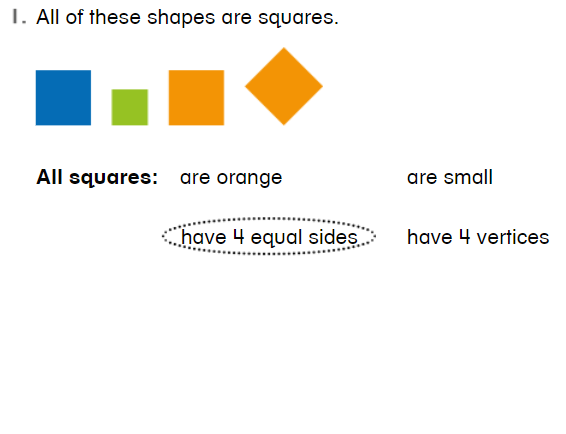 1. All of these shapes are squares.
All squares: are orange are small
have 4 equal sides have 4 vertices